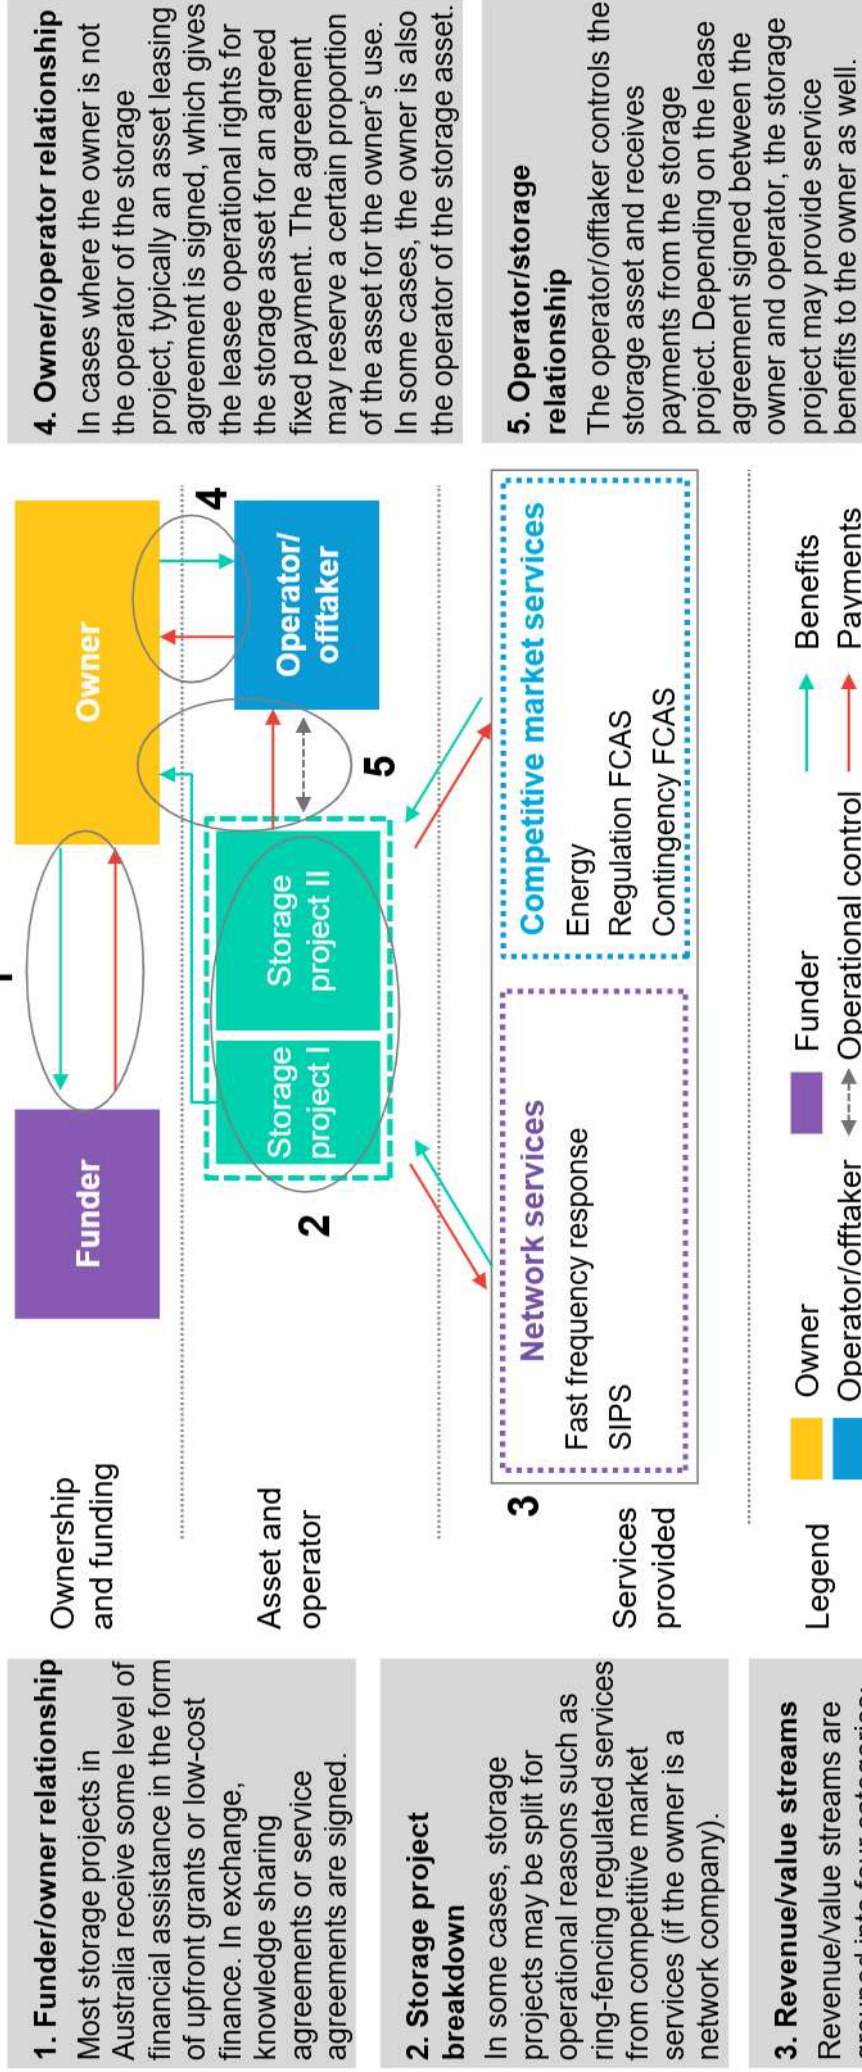 1. Funder/owner relationship
Most storage projects in
Australia receive some level of
financial assistance in the form
of upfront grants or low-cost
finance. In exchange,
knowledge sharing
agreements or service
agreements are signed.
2. Storage project
breakdown
In some cases, storage
projects may be split for
operational reasons such as
ring-fencing regulated services
from competitive market
services (if the owner is a
network company).
3. Revenue/value streams
Revenue/value streams are
Ownership
and funding
Funder
Owner
Asset and
operator
2
Storage
project I
Storage
project II
5
4
Operator/
offtaker
Services
provided
3
Network services
Fast frequency response
SIPS
Competitive market services
Energy
Regulation FCAS
Contingency FCAS
Legend
Owner
Funder
Benefits
Operator/offtaker
Operational control
Payments
4. Owner/operator relationship
In cases where the owner is not
the operator of the storage
project, typically an asset leasing
agreement is signed, which gives
the leasee operational rights for
the storage asset for an agreed
fixed payment. The agreement
may reserve a certain proportion
of the asset for the owner's use.
In some cases, the owner is also
the operator of the storage asset.
5. Operator/storage
relationship
The operator/offtaker controls the
storage asset and receives
payments from the storage
project. Depending on the lease
agreement signed between the
owner and operator, the storage
project may provide service
benefits to the owner as well.